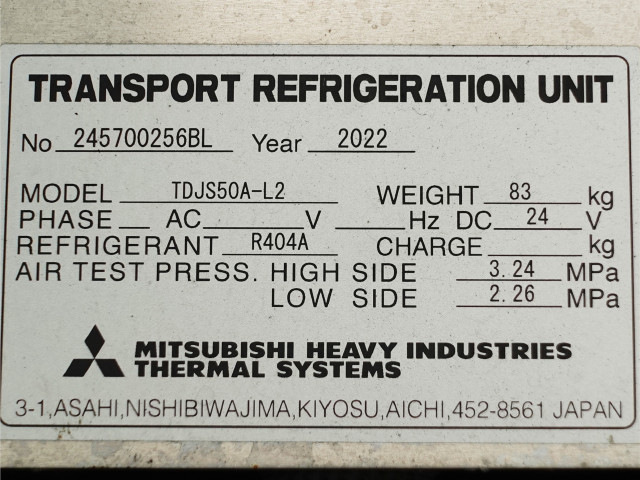 TRANSPORT REFRIGERATION UNIT
No 245700256BL Year 2022
MODEL TDJS50A-L2 WEIGHT 83 kg
PHASE AC V Hz DC 24 V
REFRIGERANT R404A CHARGE kg
AIR TEST PRESS. HIGH SIDE 3.24 MPa
LOW SIDE 2.26 MPa
MITSUBISHI HEAVY INDUSTRIES
THERMAL SYSTEMS
3-1,ASAHI,NISHIBIWAJIMA,KIYOSU,AICHI,452-8561 JAPAN